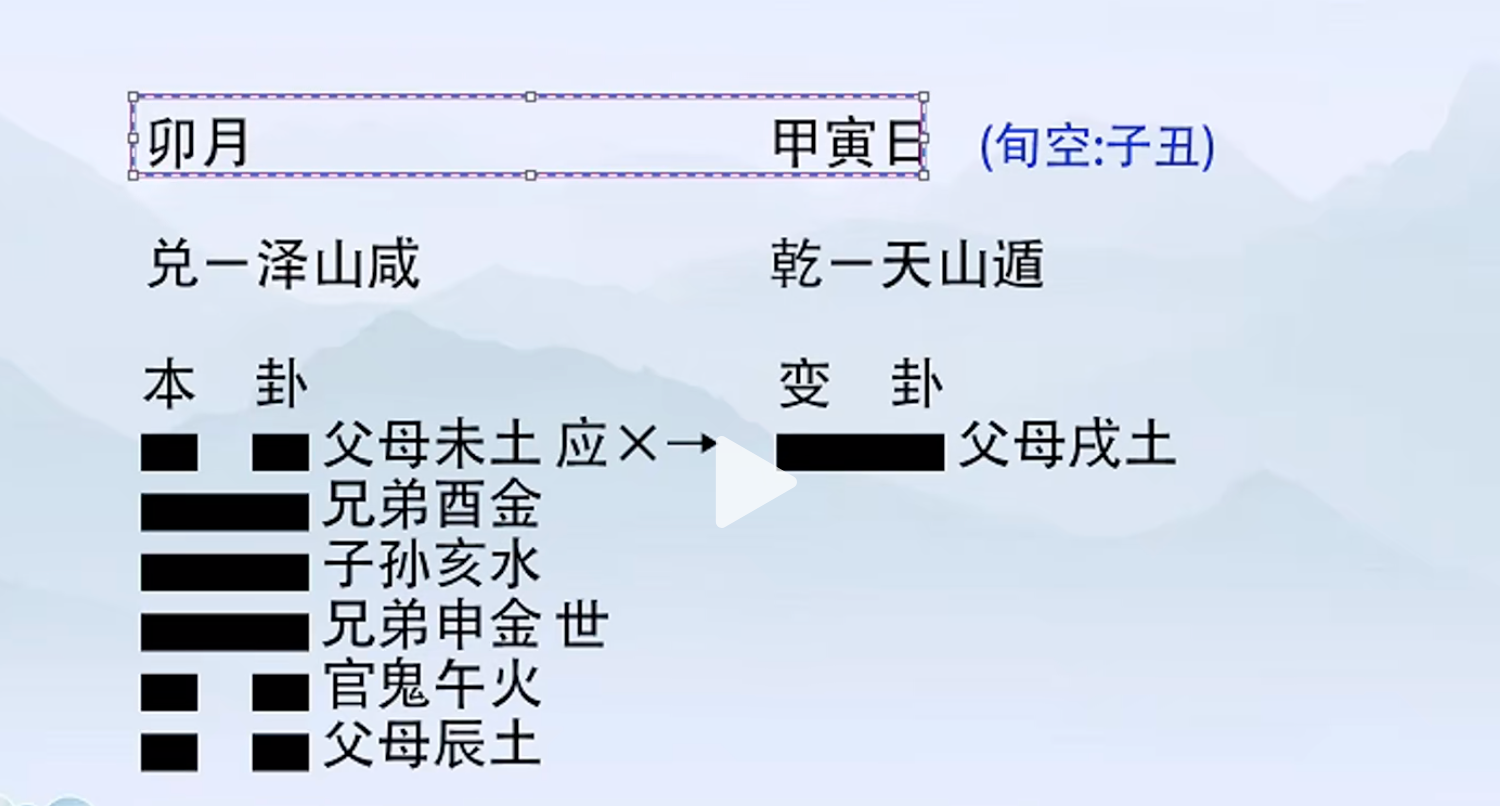 卯月 甲寅日 (旬空:子丑)
兑一泽山咸 乾一天山遁
本 卦 变 卦
父母未土 应×→ 父母戌土
兄弟酉金
子孙亥水
兄弟申金 世
官鬼午火
父母辰土